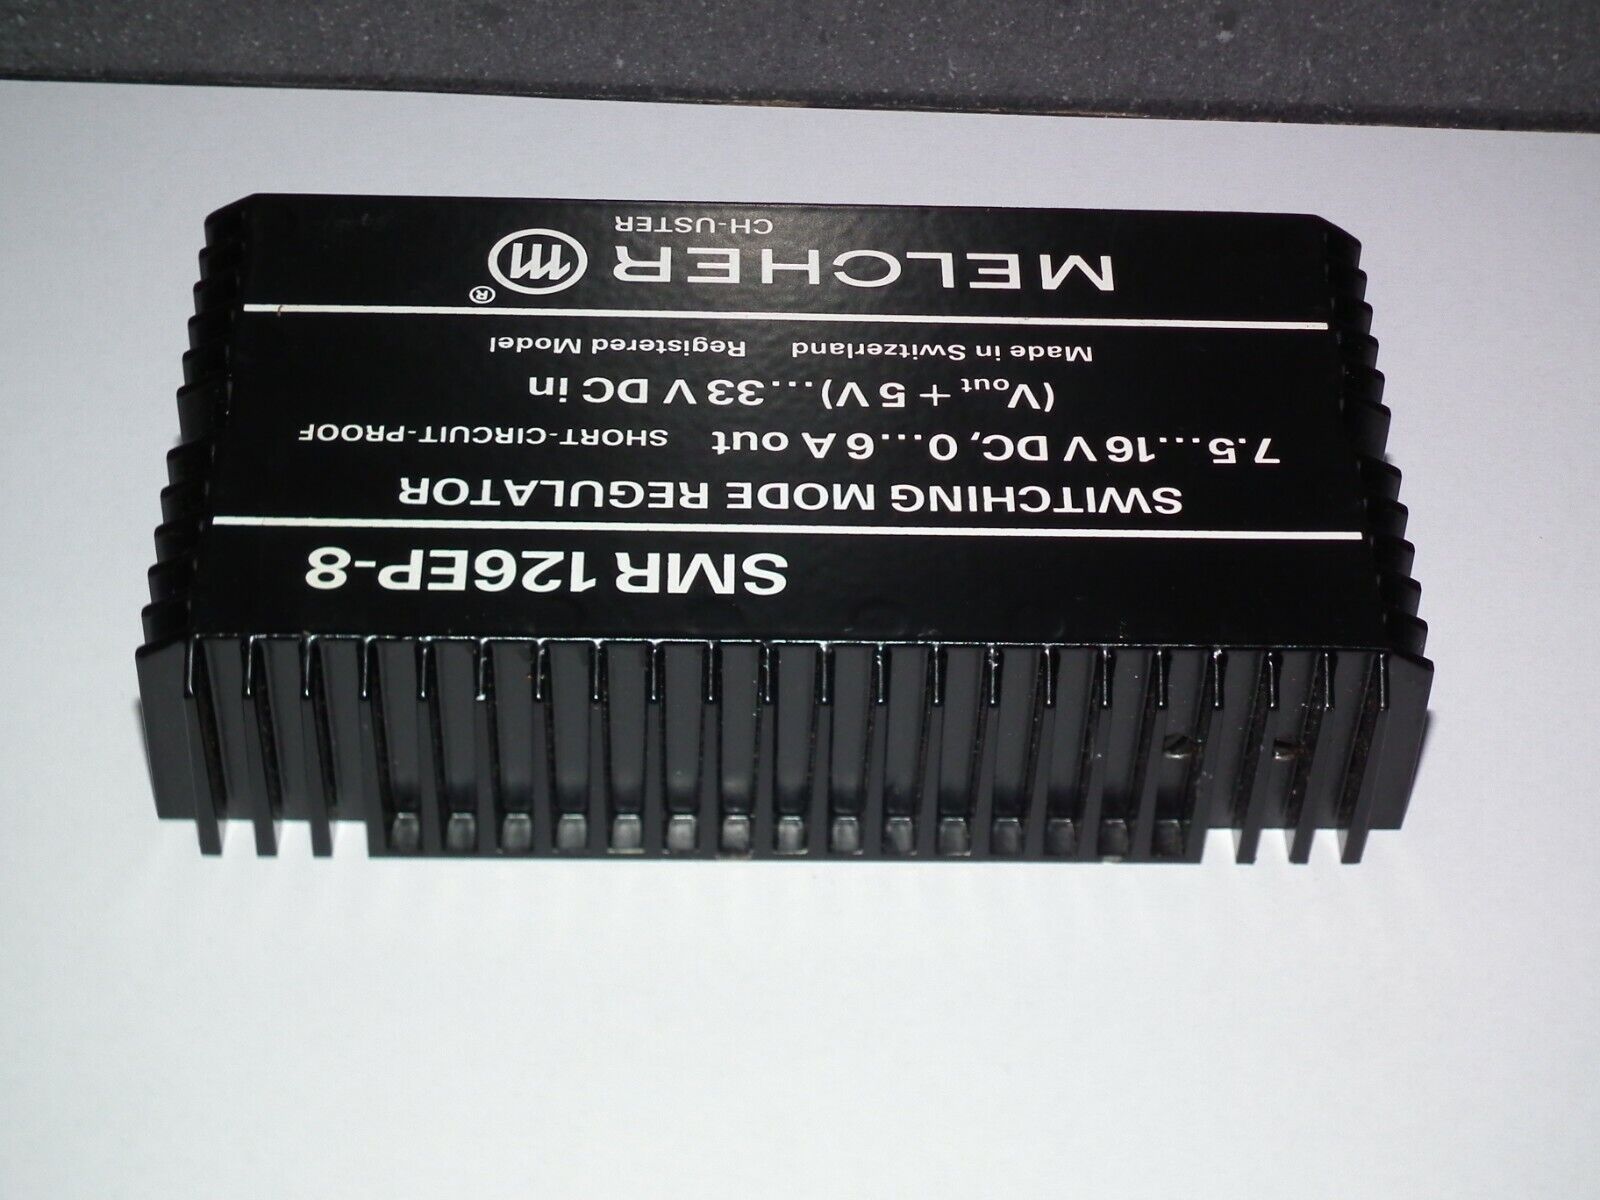 SMR 126EP-8
SWITCHING MODE REGULATOR
7.5...16 V DC, 0...6 A out SHORT-CIRCUIT-PROOF
(Vout + 5 V)...33 V DC in
Made in Switzerland Registered Model
MELCHER m ®
CH-USTER